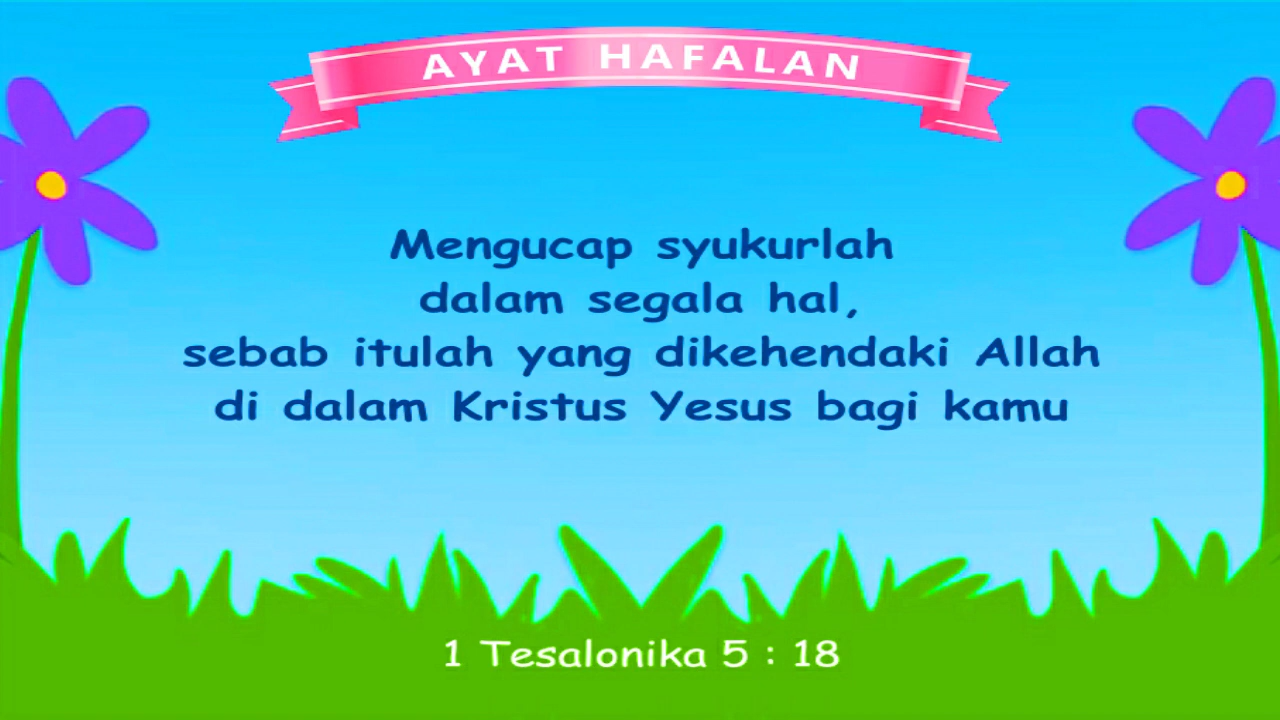 AYAT HAFALAN
Mengucap syukurlah
dalam segala hal,
sebab itulah yang dikehendaki Allah
di dalam Kristus Yesus bagi kamu
1 Tesalonika 5 : 18